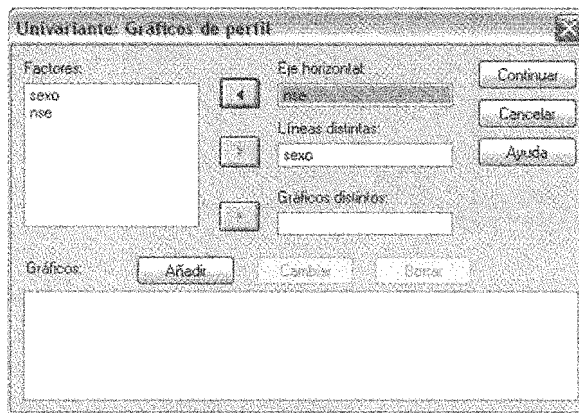 Univariante: Gráficos de perfil
Factores:
sexo
nse
Eje horizontal:
nse
Líneas distintas:
sexo
Gráficos distintos:
Continuar
Cancelar
Ayuda
Gráficos:
Añadir
Cambiar
Borrar